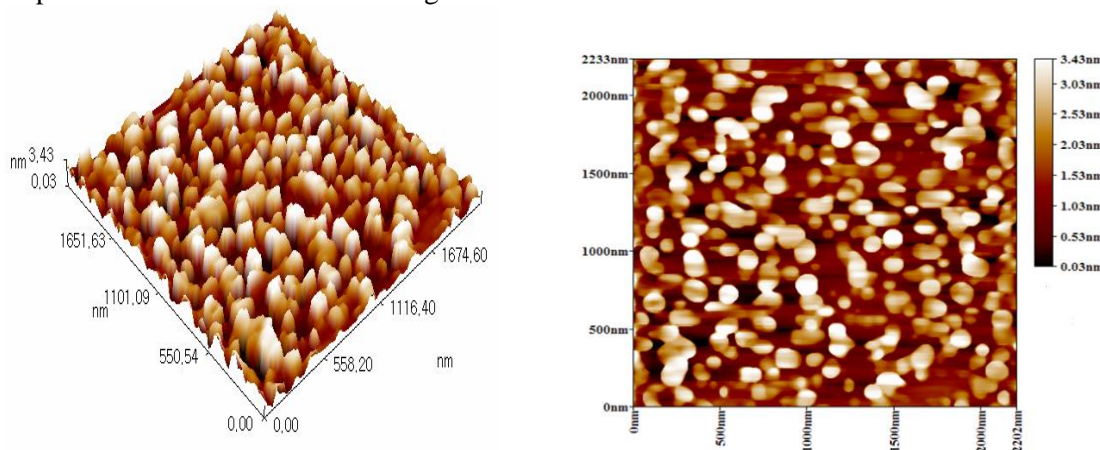 nm 3,43
0,03
1651,63
1101,09
nm
550,54
0,00
0,00
558,20
1116,40
1674,60
nm
2233nm
2000nm
1500nm
1000nm
500nm
0nm
0nm
500nm
1000nm
1500nm
2000nm
2202nm
3.43nm
3.03nm
2.53nm
2.03nm
1.53nm
1.03nm
0.53nm
0.03nm